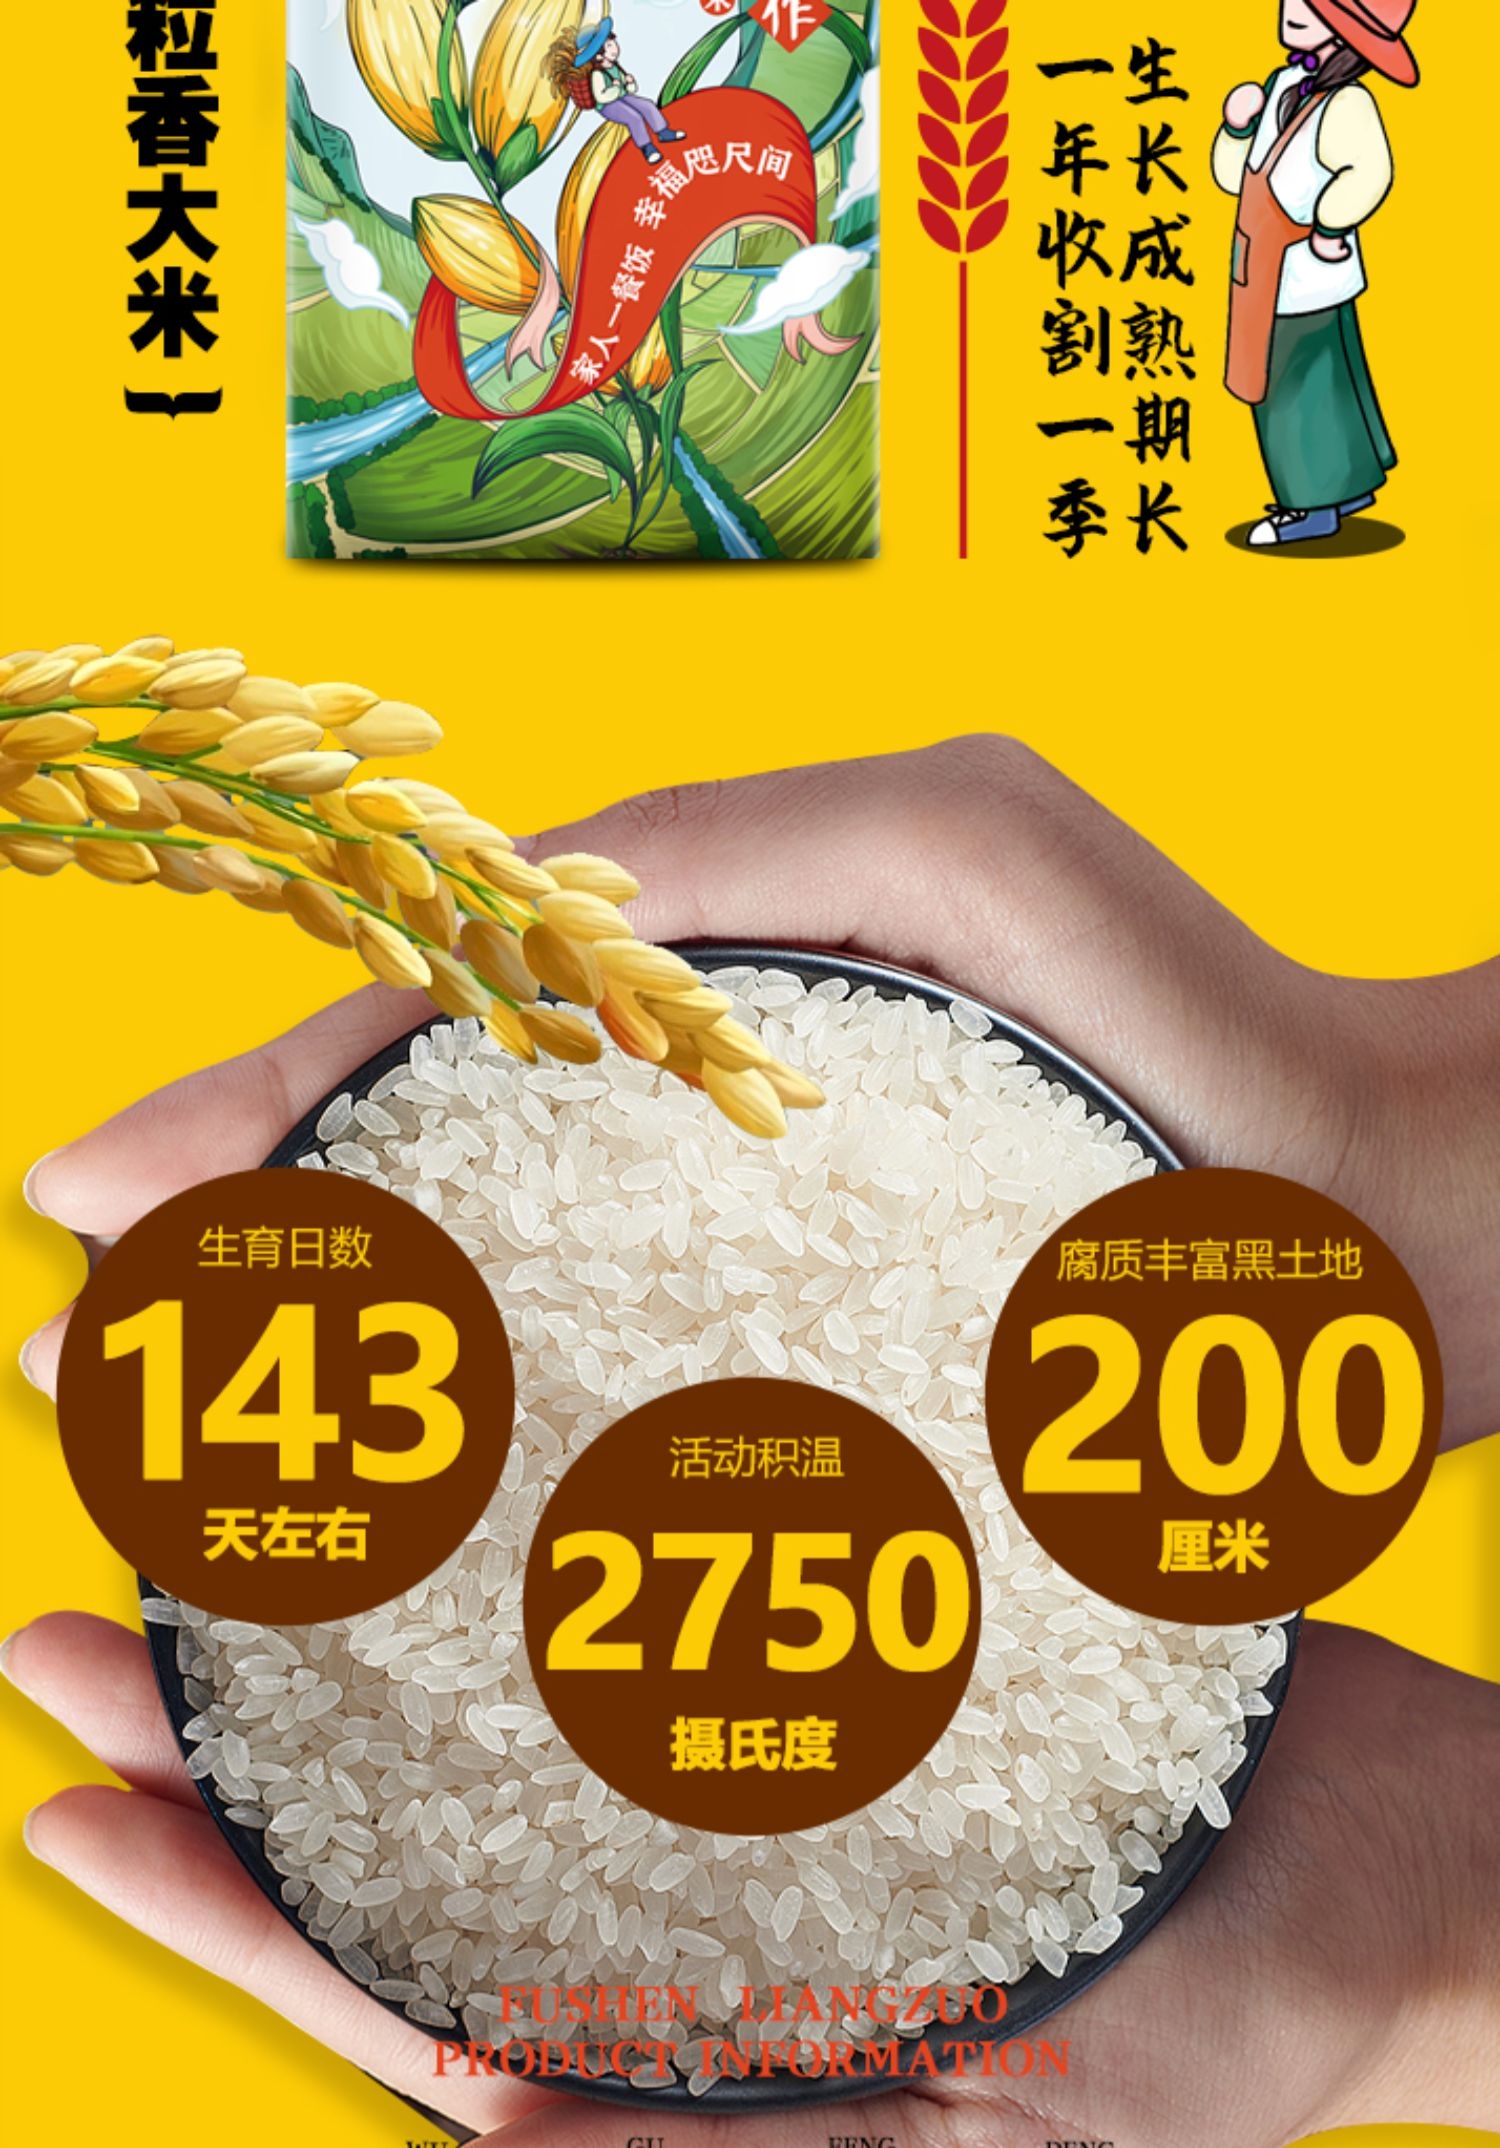 粒香大米
作
家人一餐饭 幸福咫尺间
生长成熟期长
一年收割一季
生育日数
143
天左右
腐质丰富黑土地
200
厘米
活动积温
2750
摄氏度
FUSHEN LIANGZUO
PRODUCT INFORMATION